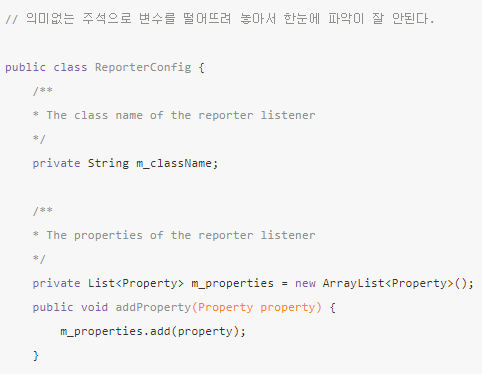 // 의미없는 주석으로 변수를 떨어뜨려 놓아서 한눈에 파악이 잘 안된다.
public class ReporterConfig {
/**
* The class name of the reporter listener
*/
private String m_className;
/**
* The properties of the reporter listener
*/
private List<Property> m_properties = new ArrayList<Property>();
public void addProperty(Property property) {
m_properties.add(property);
}